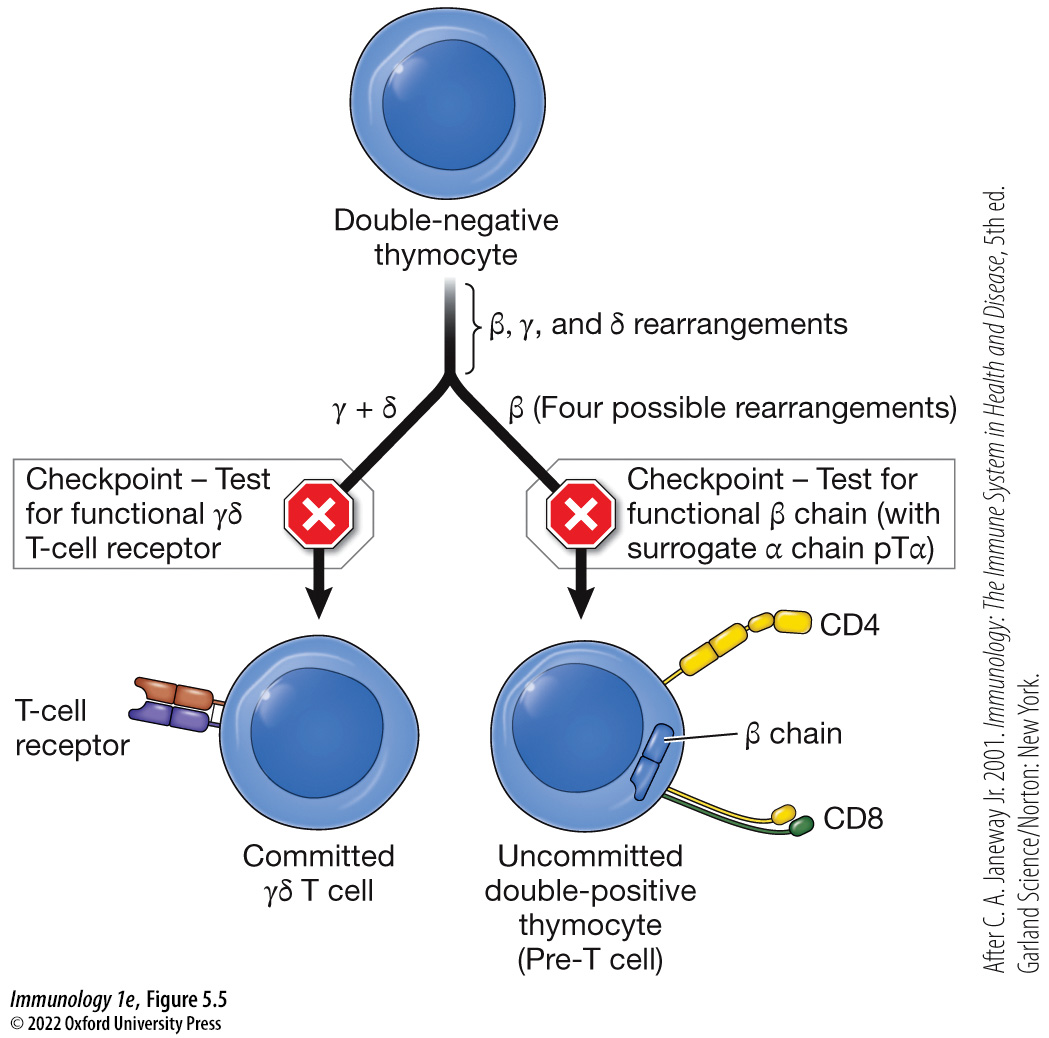 Double-negative
thymocyte
β, γ, and δ rearrangements
γ + δ
β (Four possible rearrangements)
Checkpoint – Test
for functional γδ
T-cell receptor
Checkpoint – Test for
functional β chain (with
surrogate α chain pTα)
CD4
T-cell
receptor
β chain
CD8
Committed
γδ T cell
Uncommitted
double-positive
thymocyte
(Pre-T cell)
After C. A. Janeway Jr. 2001. Immunology: The Immune System in Health and Disease, 5th ed.
Garland Science/Norton: New York.
Immunology 1e, Figure 5.5
© 2022 Oxford University Press